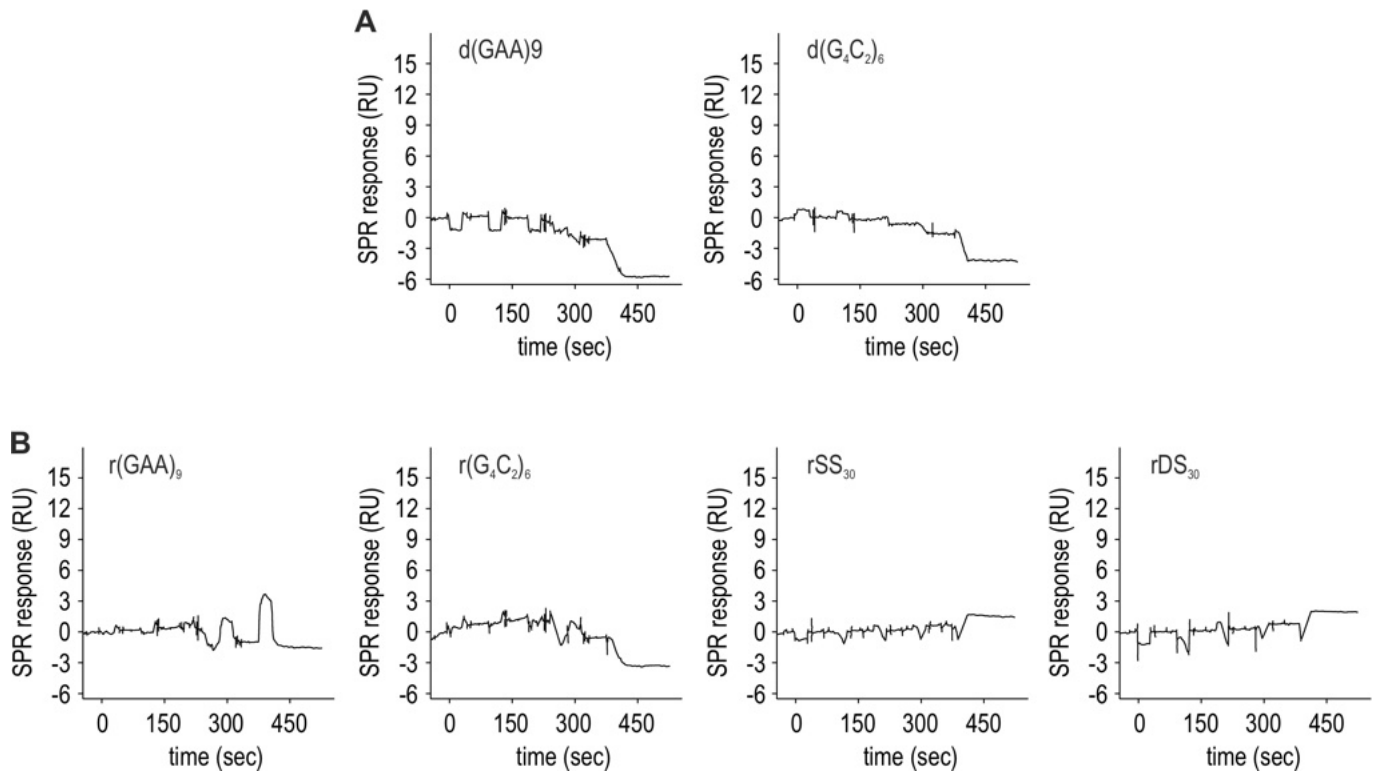 A
d(GAA)9
d(G₄C₂)₆
SPR response (RU)
15
12
9
6
3
0
-3
-6
0 150 300 450
time (sec)
SPR response (RU)
15
12
9
6
3
0
-3
-6
0 150 300 450
time (sec)
B
r(GAA)₉
r(G₄C₂)₆
rSS₃₀
rDS₃₀
SPR response (RU)
15
12
9
6
3
0
-3
-6
0 150 300 450
time (sec)
SPR response (RU)
15
12
9
6
3
0
-3
-6
0 150 300 450
time (sec)
SPR response (RU)
15
12
9
6
3
0
-3
-6
0 150 300 450
time (sec)
SPR response (RU)
15
12
9
6
3
0
-3
-6
0 150 300 450
time (sec)